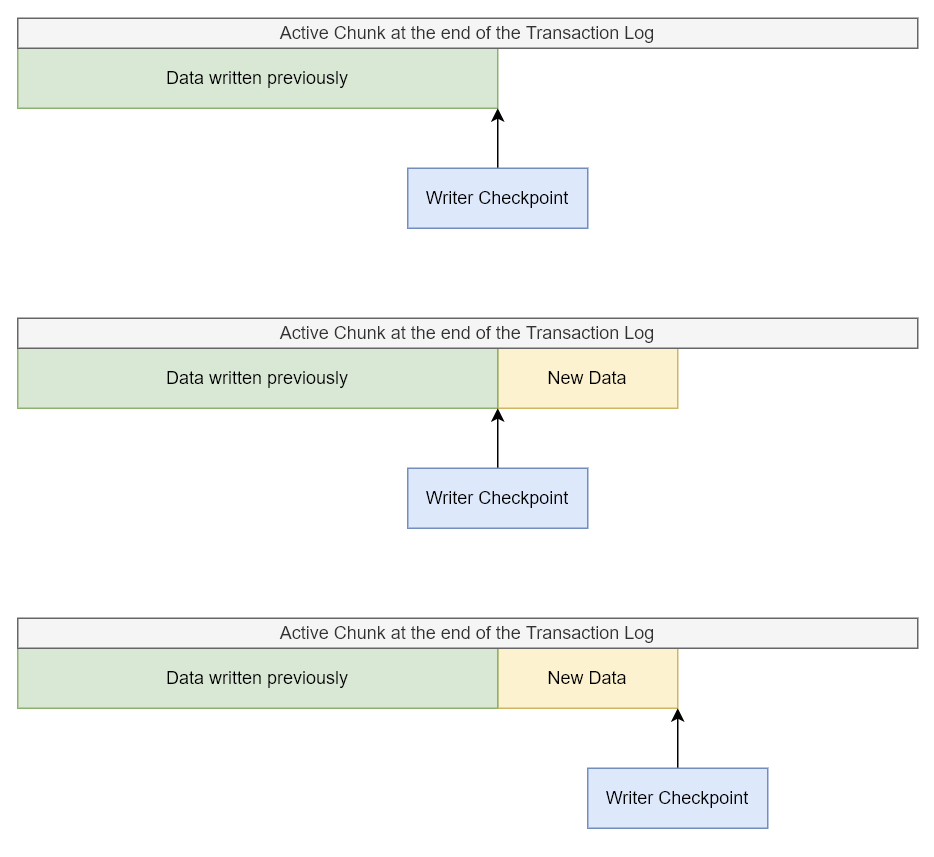 Active Chunk at the end of the Transaction Log
Data written previously
Writer Checkpoint
Active Chunk at the end of the Transaction Log
Data written previously
New Data
Writer Checkpoint
Active Chunk at the end of the Transaction Log
Data written previously
New Data
Writer Checkpoint